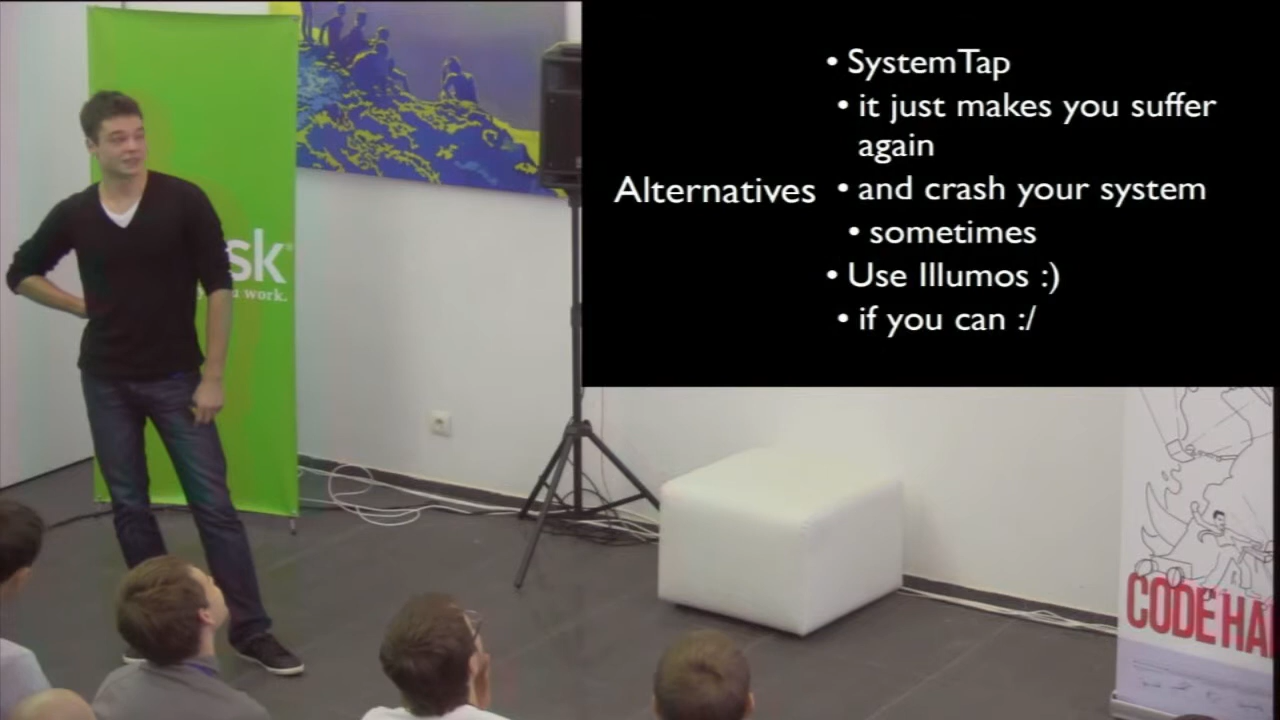 • SystemTap
• it just makes you suffer
again
Alternatives
• and crash your system
• sometimes
• Use Illumos :)
• if you can :/
sk
work.
CODE HA